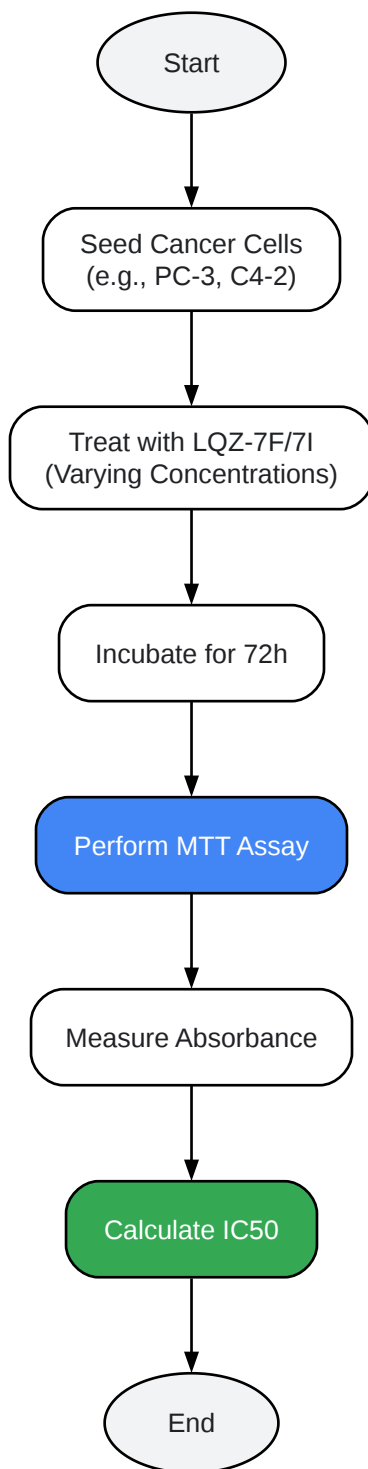 Start
Seed Cancer Cells
(e.g., PC-3, C4-2)
Treat with LQZ-7F/7I
(Varying Concentrations)
Incubate for 72h
Perform MTT Assay
Measure Absorbance
Calculate IC50
End